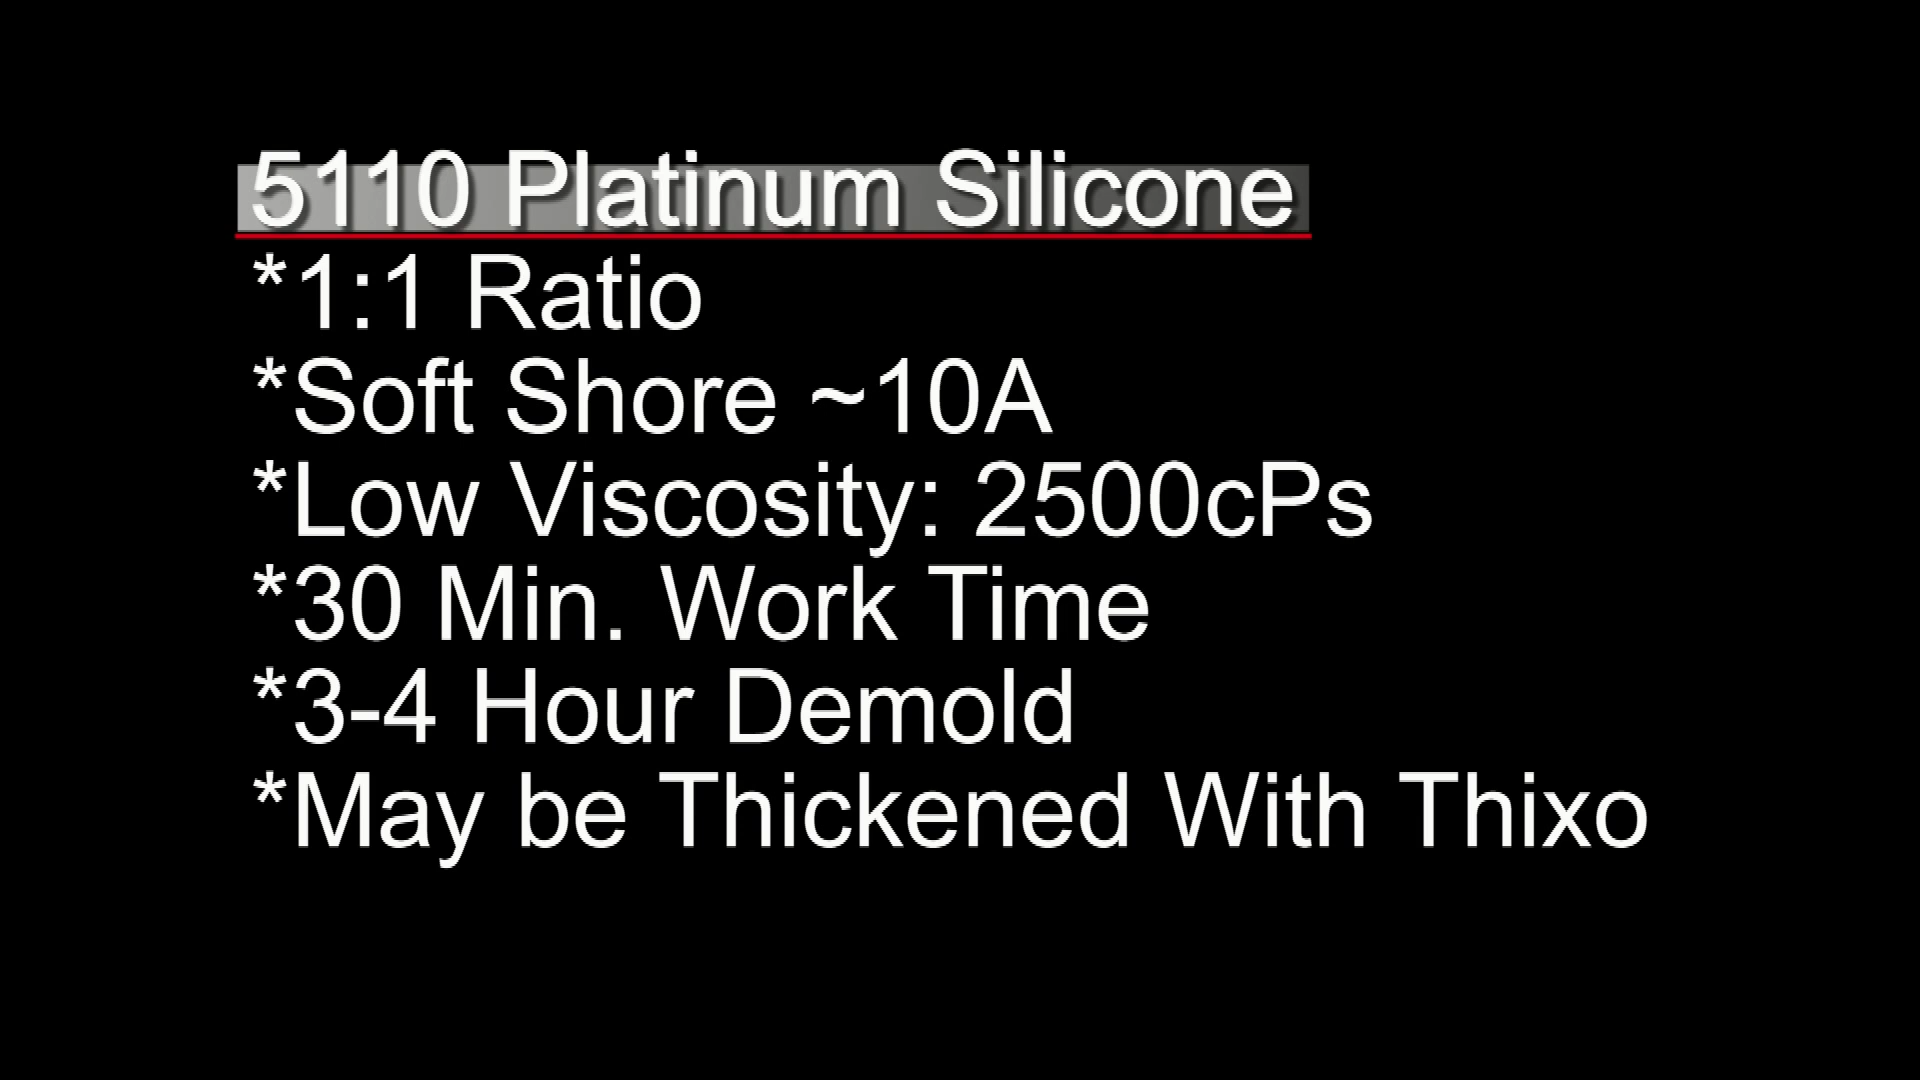 5110 Platinum Silicone
*1:1 Ratio
*Soft Shore ~10A
*Low Viscosity: 2500cPs
*30 Min. Work Time
*3-4 Hour Demold
*May be Thickened With Thixo